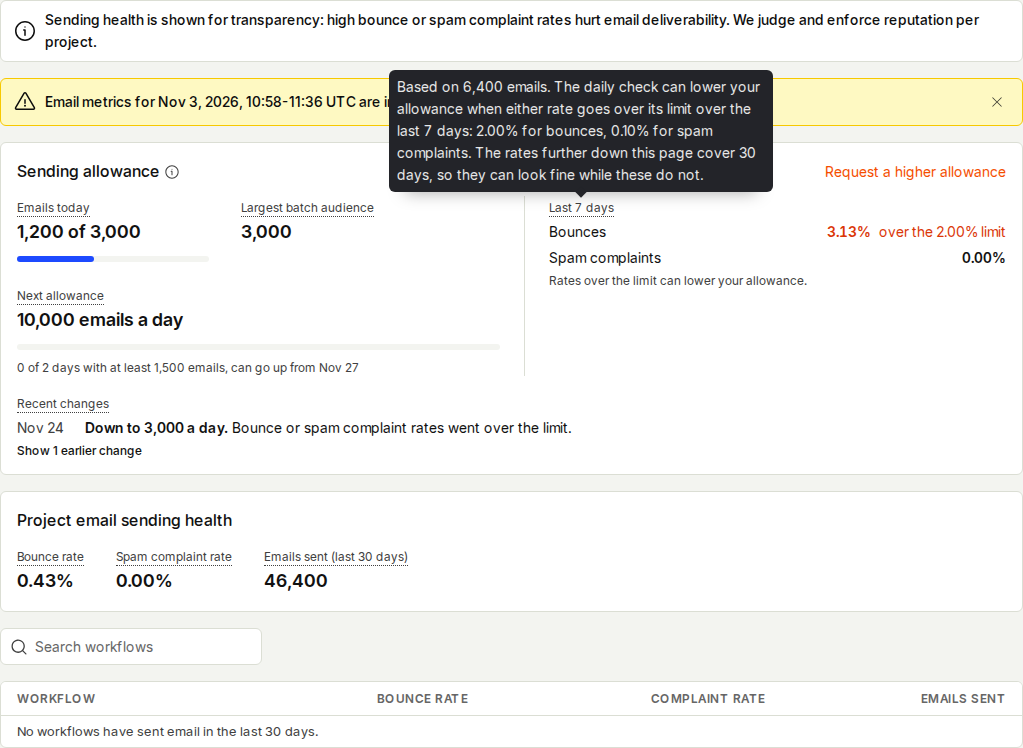 Sending health is shown for transparency: high bounce or spam complaint rates hurt email deliverability. We judge and enforce reputation per
project.
Email metrics for Nov 3, 2026, 10:58-11:36 UTC are
Based on 6,400 emails. The daily check can lower your
allowance when either rate goes over its limit over the
last 7 days: 2.00% for bounces, 0.10% for spam
complaints. The rates further down this page cover 30
days, so they can look fine while these do not.
Sending allowance
Request a higher allowance
Emails today
1,200 of 3,000
Largest batch audience
3,000
Next allowance
10,000 emails a day
0 of 2 days with at least 1,500 emails, can go up from Nov 27
Last 7 days
Bounces
3.13% over the 2.00% limit
Spam complaints
0.00%
Rates over the limit can lower your allowance.
Recent changes
Nov 24 Down to 3,000 a day. Bounce or spam complaint rates went over the limit.
Show 1 earlier change
Project email sending health
Bounce rate
0.43%
Spam complaint rate
0.00%
Emails sent (last 30 days)
46,400
Search workflows
WORKFLOW BOUNCE RATE COMPLAINT RATE EMAILS SENT
No workflows have sent email in the last 30 days.